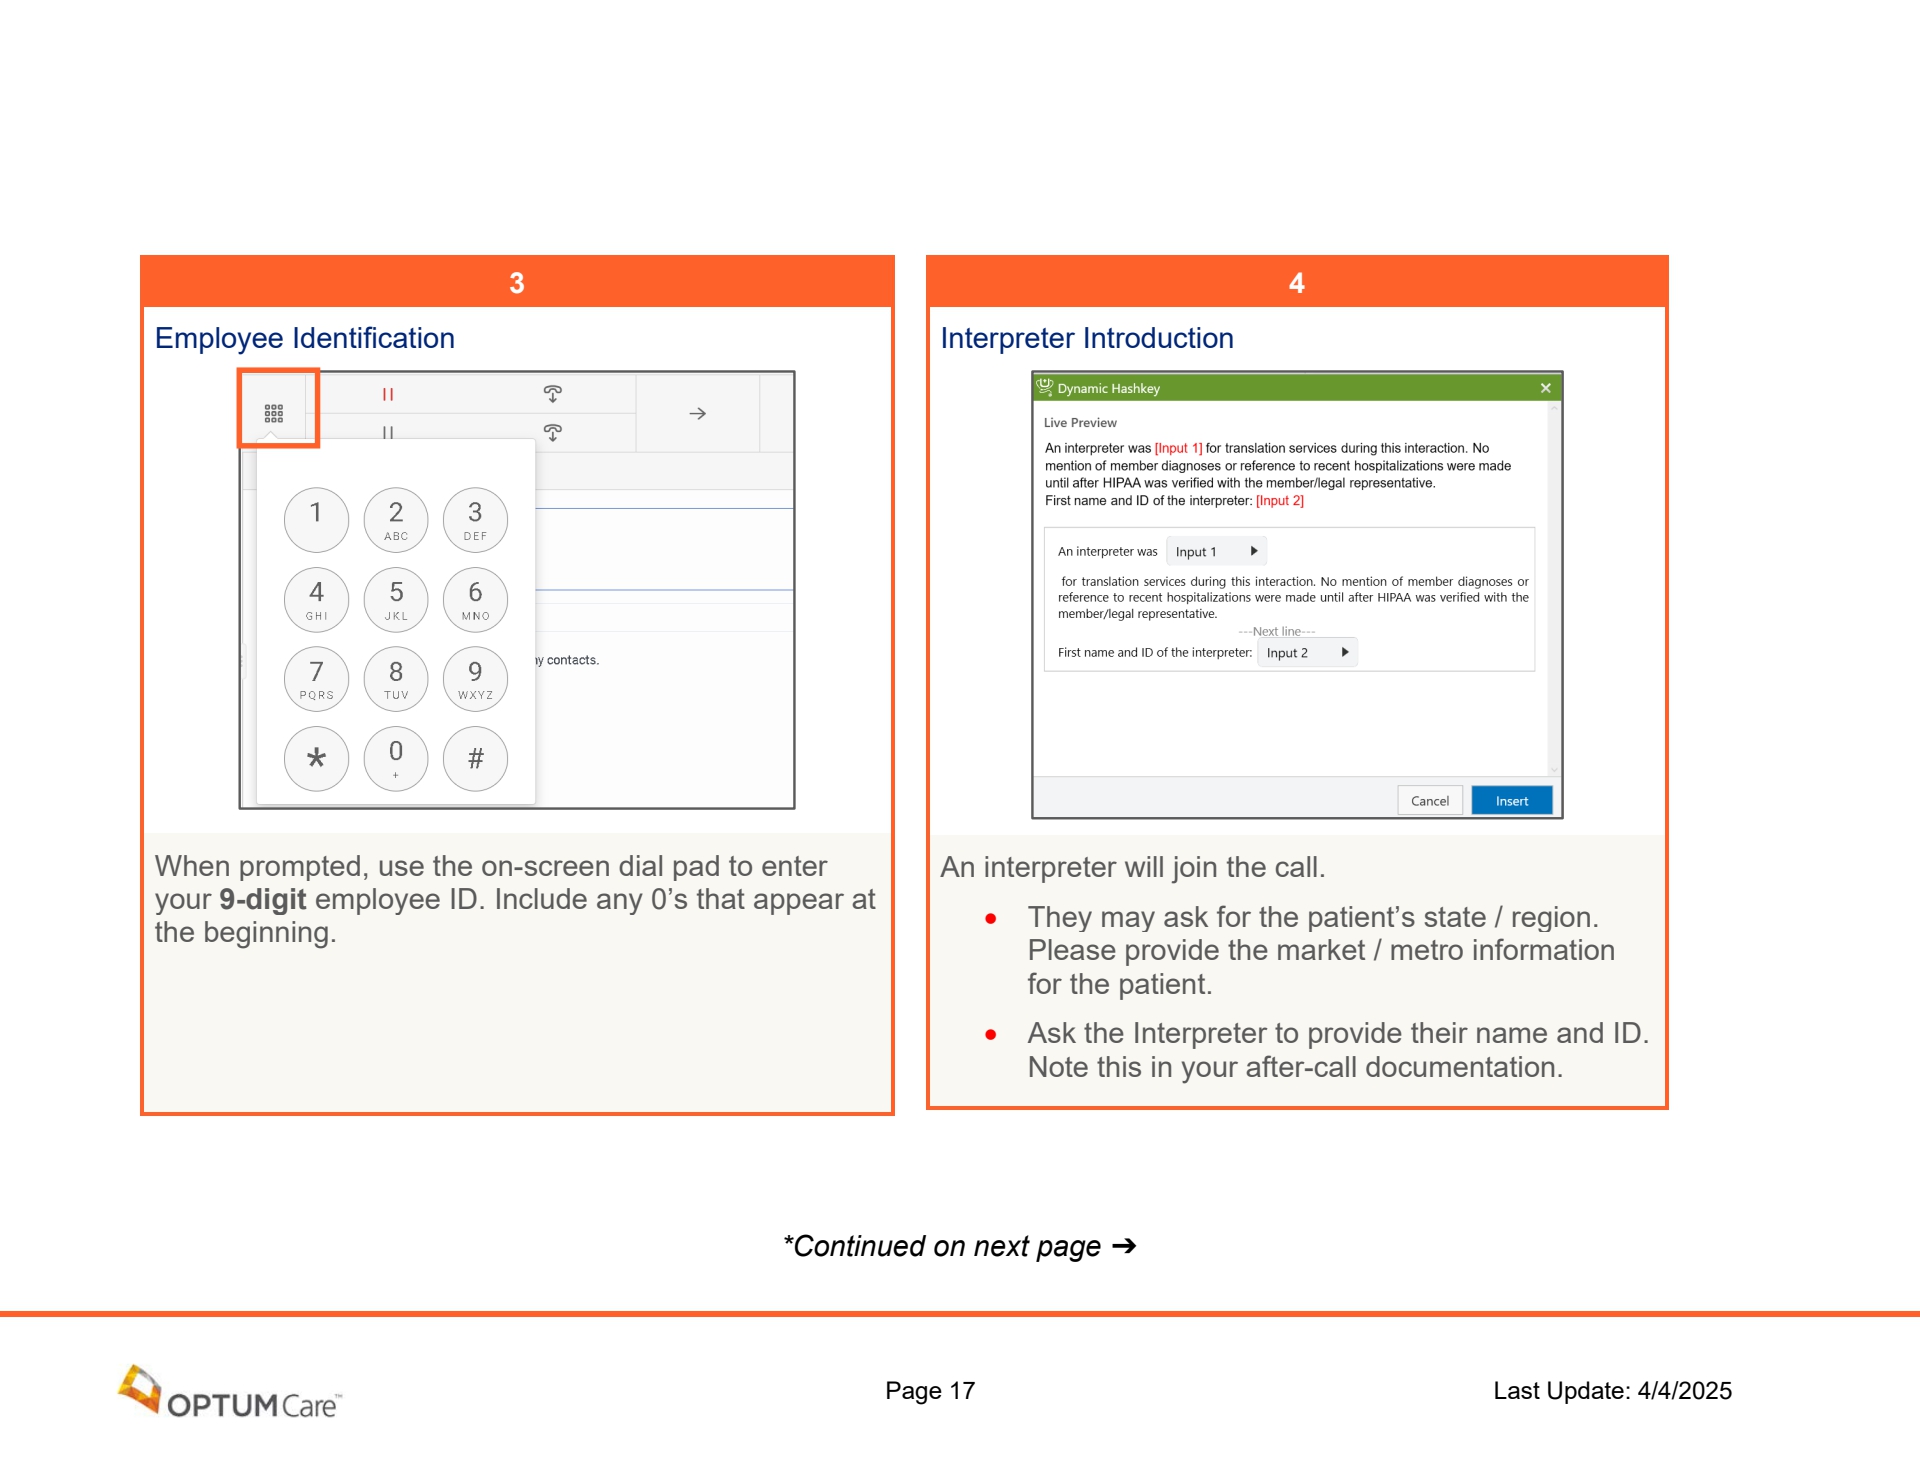 3
Employee Identification
1
2
ABC
3
DEF
4
GHI
5
JKL
6
MNO
7
PQRS
8
TUV
9
WXYZ
*
0
+
#
ny contacts.
When prompted, use the on-screen dial pad to enter
your 9-digit employee ID. Include any 0’s that appear at
the beginning.
4
Interpreter Introduction
Dynamic Hashkey
Live Preview
An interpreter was [Input 1] for translation services during this interaction. No
mention of member diagnoses or reference to recent hospitalizations were made
until after HIPAA was verified with the member/legal representative.
First name and ID of the interpreter: [Input 2]
An interpreter was Input 1
for translation services during this interaction. No mention of member diagnoses or
reference to recent hospitalizations were made until after HIPAA was verified with the
member/legal representative.
---Next line---
First name and ID of the interpreter: Input 2
Cancel Insert
An interpreter will join the call.
• They may ask for the patient’s state / region.
Please provide the market / metro information
for the patient.
• Ask the Interpreter to provide their name and ID.
Note this in your after-call documentation.
*Continued on next page ➔
OPTUM Care™
Page 17
Last Update: 4/4/2025